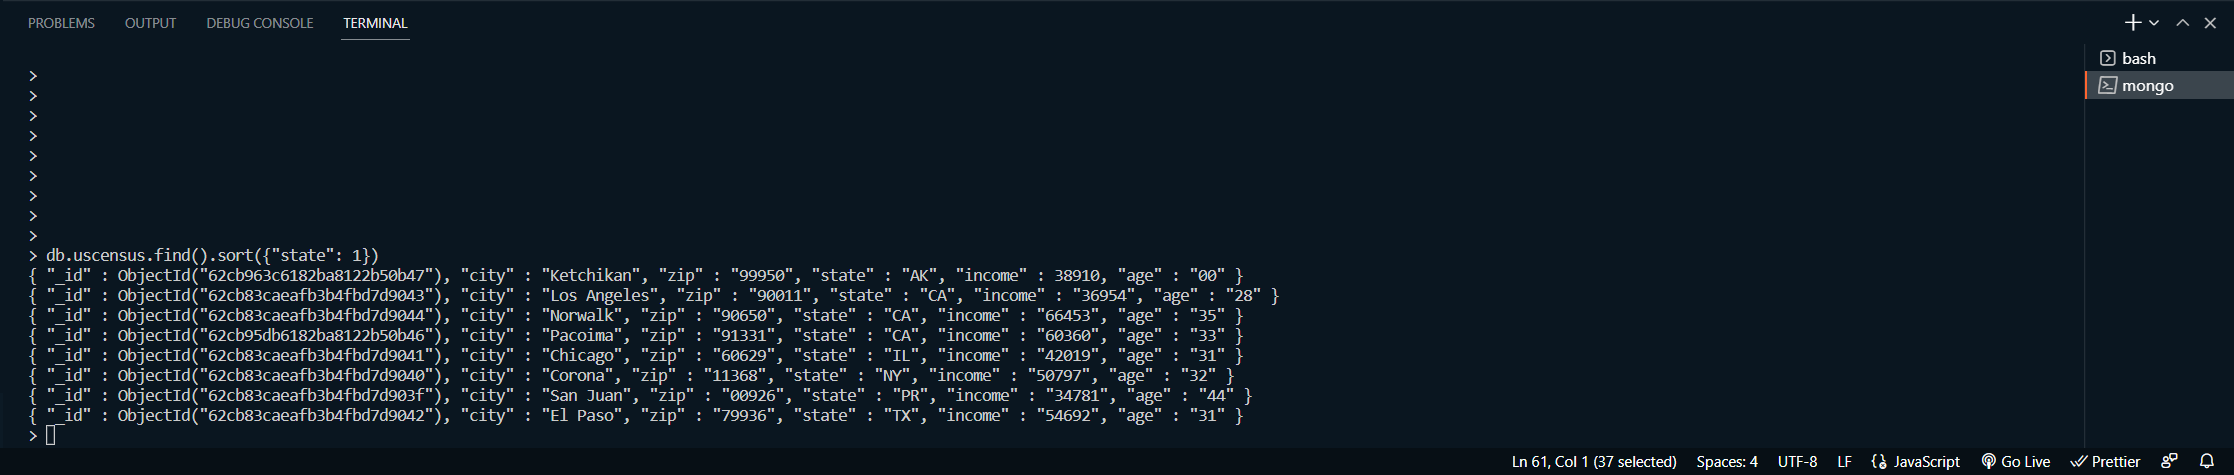 PROBLEMS OUTPUT DEBUG CONSOLE TERMINAL
bash
mongo
>
>
>
>
>
>
>
>
>
> db.uscensus.find().sort({"state": 1})
{ "_id" : ObjectId("62cb963c6182ba8122b50b47"), "city" : "Ketchikan", "zip" : "99950", "state" : "AK", "income" : 38910, "age" : "00" }
{ "_id" : ObjectId("62cb83caeafb3b4fbd7d9043"), "city" : "Los Angeles", "zip" : "90011", "state" : "CA", "income" : "36954", "age" : "28" }
{ "_id" : ObjectId("62cb83caeafb3b4fbd7d9044"), "city" : "Norwalk", "zip" : "90650", "state" : "CA", "income" : "66453", "age" : "35" }
{ "_id" : ObjectId("62cb95db6182ba8122b50b46"), "city" : "Pacoima", "zip" : "91331", "state" : "CA", "income" : "60360", "age" : "33" }
{ "_id" : ObjectId("62cb83caeafb3b4fbd7d9041"), "city" : "Chicago", "zip" : "60629", "state" : "IL", "income" : "42019", "age" : "31" }
{ "_id" : ObjectId("62cb83caeafb3b4fbd7d9040"), "city" : "Corona", "zip" : "11368", "state" : "NY", "income" : "50797", "age" : "32" }
{ "_id" : ObjectId("62cb83caeafb3b4fbd7d903f"), "city" : "San Juan", "zip" : "00926", "state" : "PR", "income" : "34781", "age" : "44" }
{ "_id" : ObjectId("62cb83caeafb3b4fbd7d9042"), "city" : "El Paso", "zip" : "79936", "state" : "TX", "income" : "54692", "age" : "31" }
>
Ln 61, Col 1 (37 selected) Spaces: 4 UTF-8 LF JavaScript Go Live Prettier